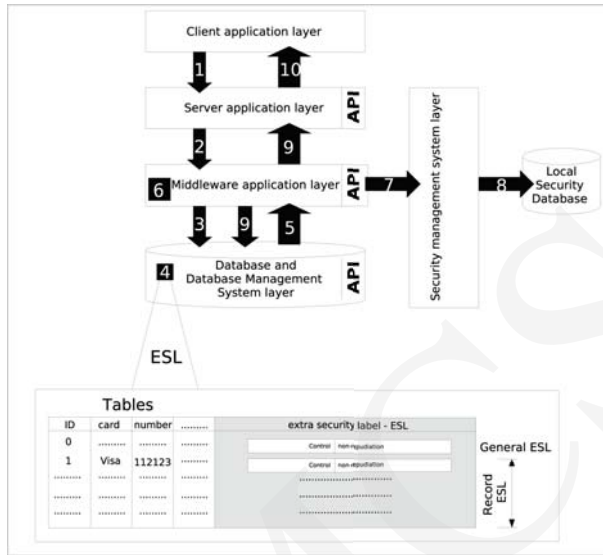 Client application layer
1
10
Server application layer
API
2
9
6
Middleware application layer
API
7
Security management system layer
8
Local
Security
Database
3
9
5
4
Database and
Database Management
System layer
API
ESL
Tables
ID card number .........
extra security label - ESL
0 ......... ......... .........
Control non-repudiation
General ESL
1 Visa 112123 .........
Control non-repudiation
Record
ESL